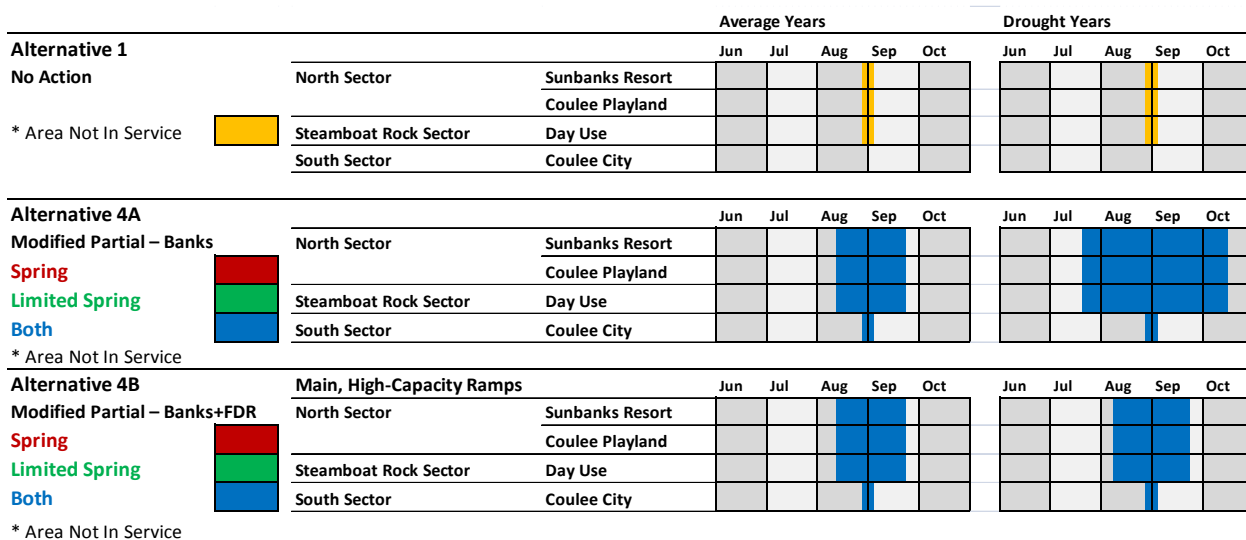 Average Years Drought Years
Alternative 1 Jun Jul Aug Sep Oct Jun Jul Aug Sep Oct
No Action North Sector Sunbanks Resort
Coulee Playland
* Area Not In Service Steamboat Rock Sector Day Use
South Sector Coulee City
Alternative 4A Jun Jul Aug Sep Oct Jun Jul Aug Sep Oct
Modified Partial – Banks North Sector Sunbanks Resort
Spring Coulee Playland
Limited Spring Steamboat Rock Sector Day Use
Both South Sector Coulee City
* Area Not In Service
Alternative 4B Main, High-Capacity Ramps Jun Jul Aug Sep Oct Jun Jul Aug Sep Oct
Modified Partial – Banks+FDR North Sector Sunbanks Resort
Spring Coulee Playland
Limited Spring Steamboat Rock Sector Day Use
Both South Sector Coulee City
* Area Not In Service